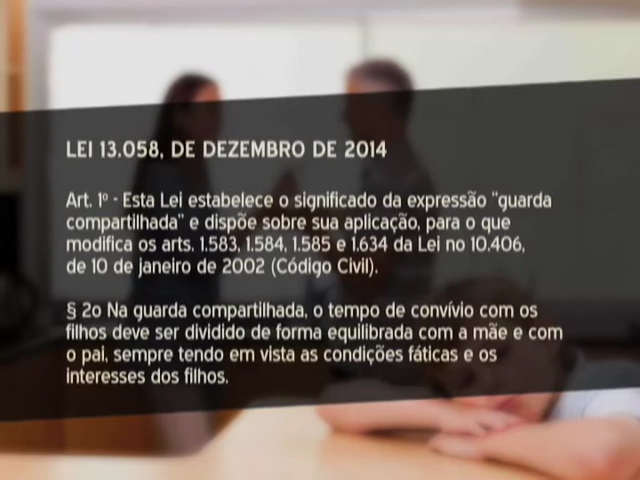 LEI 13.058, DE DEZEMBRO DE 2014
Art. 1º - Esta Lei estabelece o significado da expressão "guarda
compartilhada" e dispõe sobre sua aplicação, para o que
modifica os arts. 1.583, 1.584, 1.585 e 1.634 da Lei no 10.406,
de 10 de janeiro de 2002 (Código Civil).
§ 2o Na guarda compartilhada, o tempo de convívio com os
filhos deve ser dividido de forma equilibrada com a mãe e com
o pai, sempre tendo em vista as condições fáticas e os
interesses dos filhos.